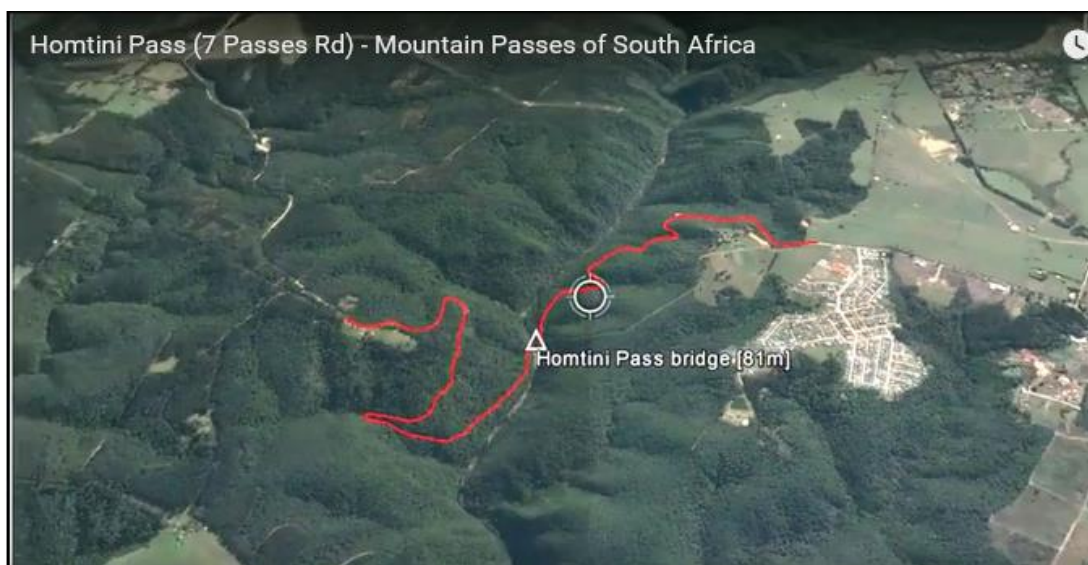 Homtini Pass (7 Passes Rd) - Mountain Passes of South Africa
Homtini Pass bridge [81m]